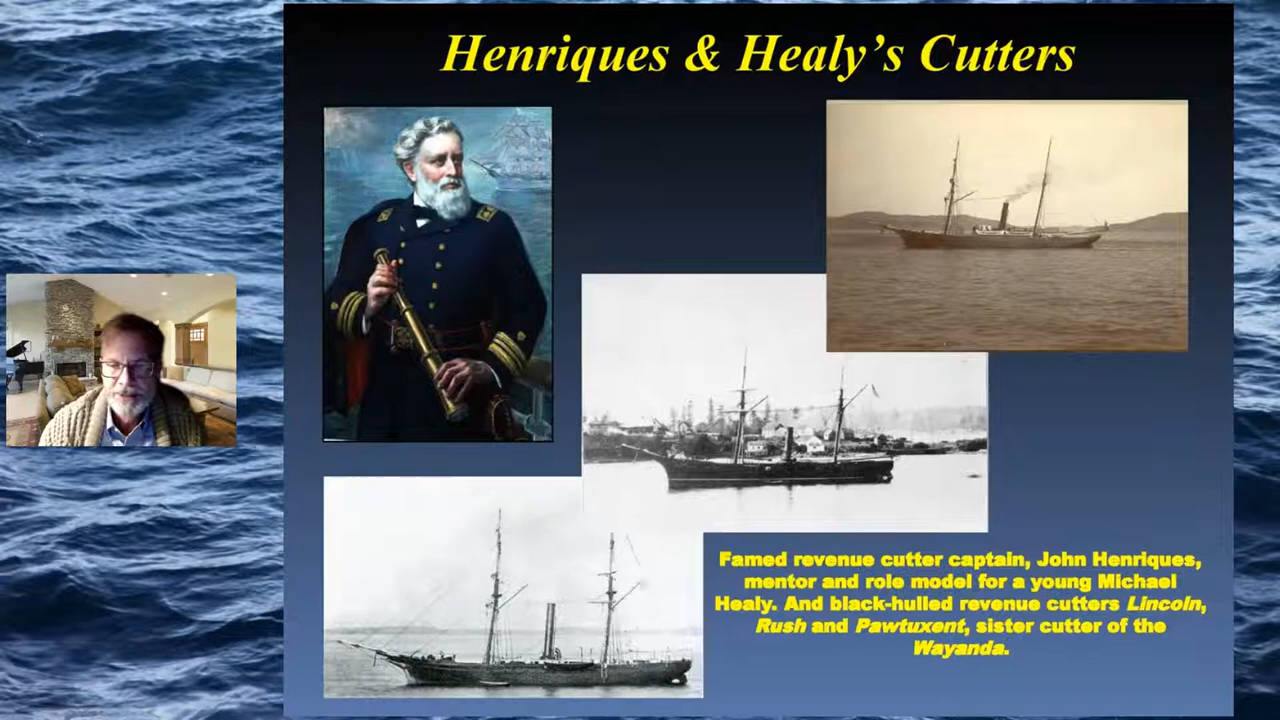 Henriques & Healy’s Cutters
Famed revenue cutter captain, John Henriques,
mentor and role model for a young Michael
Healy. And black-hulled revenue cutters Lincoln,
Rush and Pawtuxent, sister cutter of the
Wayanda.